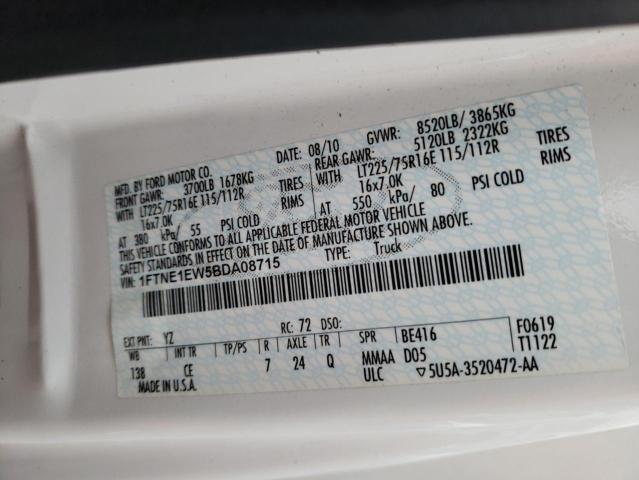 MFD. BY FORD MOTOR CO.
DATE: 08/10 GVWR: 8520LB/ 3865KG
FRONT GAWR: 3700LB 1678KG
REAR GAWR: 5120LB 2322KG
WITH LT225/75R16E 115/112R TIRES
WITH LT225/75R16E 115/112R TIRES
16x7.0K RIMS
16x7.0K RIMS
AT 380 kPa/ 55 PSI COLD
AT 550 kPa/ 80 PSI COLD
THIS VEHICLE CONFORMS TO ALL APPLICABLE FEDERAL MOTOR VEHICLE
SAFETY STANDARDS IN EFFECT ON THE DATE OF MANUFACTURE SHOWN ABOVE.
VIN: 1FTNE1EW5BDA08715 TYPE: Truck
EXT PNT: YZ RC: 72 DSO:
WB INT TR TP/PS R AXLE TR SPR BE416 F0619
138 CE 7 24 Q MMAA D05 T1122
MADE IN U.S.A. ULC ▽5U5A-3520472-AA